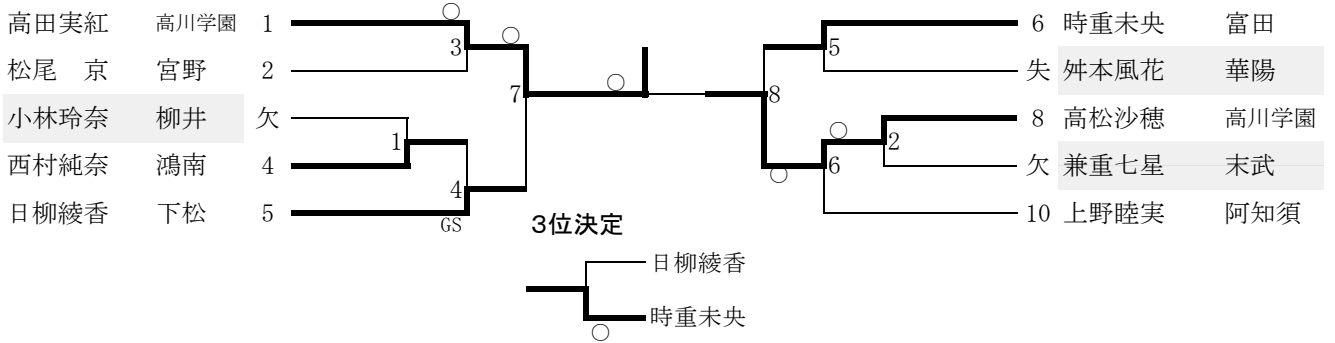 高田実紅 高川学園 1
松尾　京 宮野 2
小林玲奈 柳井 欠
西村純奈 鴻南 4
日柳綾香 下松 5
○
3
○
7
1
4
GS
○
6 時重未央 富田
失 舛本風花 華陽
8 高松沙穂 高川学園
欠 兼重七星 末武
10 上野睦実 阿知須
5
8
○
2
6
○
3位決定
日柳綾香
時重未央
○